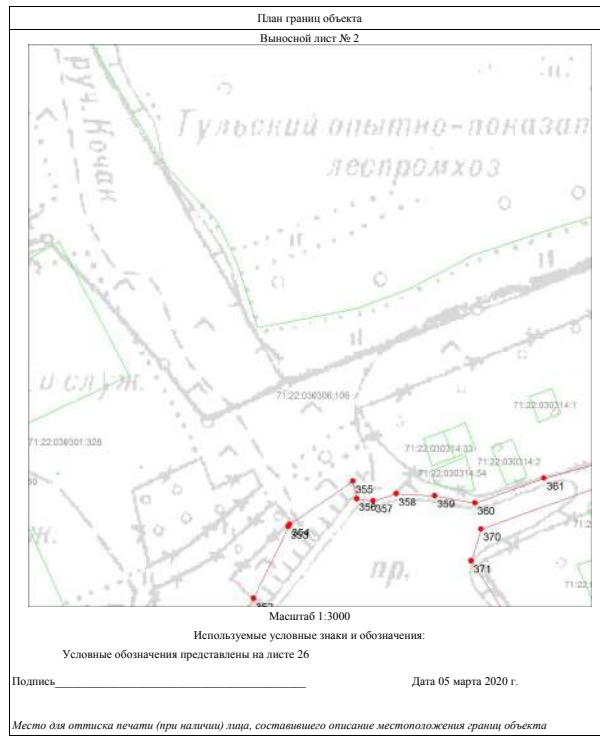 План границ объекта
Выносной лист № 2
руч. Кочак
Тульский опытно-показат
леспромхоз
и служ.
71:22:030306:106
71:22:030314:1
71:22:030301:328
71:22:030314:33
71:22:030314:2
71:22:030314:54
361
355
356
357
358
359
360
370
371
пр.
352
Масштаб 1:3000
Используемые условные знаки и обозначения:
Условные обозначения представлены на листе 26
Подпись
Дата 05 марта 2020 г.
Место для оттиска печати (при наличии) лица, составившего описание местоположения границ объекта